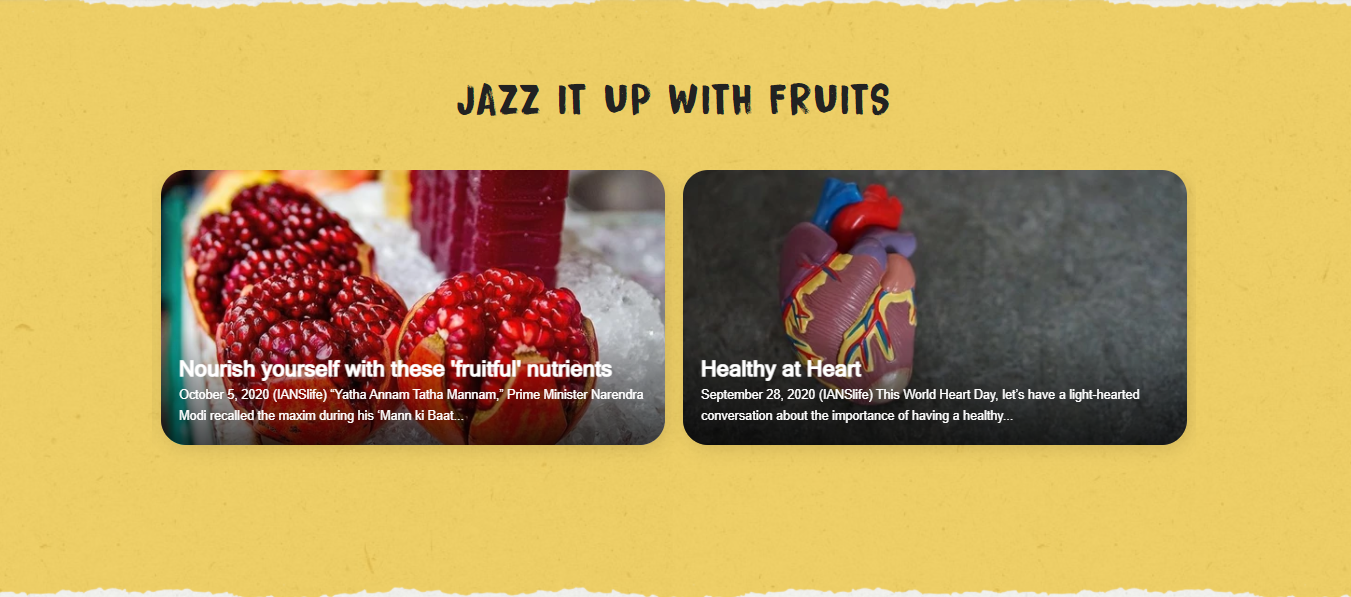 JAZZ IT UP WITH FRUITS
Nourish yourself with these 'fruitful' nutrients
October 5, 2020 (IANSlife) “Yatha Annam Tatha Mannam,” Prime Minister Narendra
Modi recalled the maxim during his ‘Mann ki Baat...
Healthy at Heart
September 28, 2020 (IANSlife) This World Heart Day, let’s have a light-hearted
conversation about the importance of having a healthy...